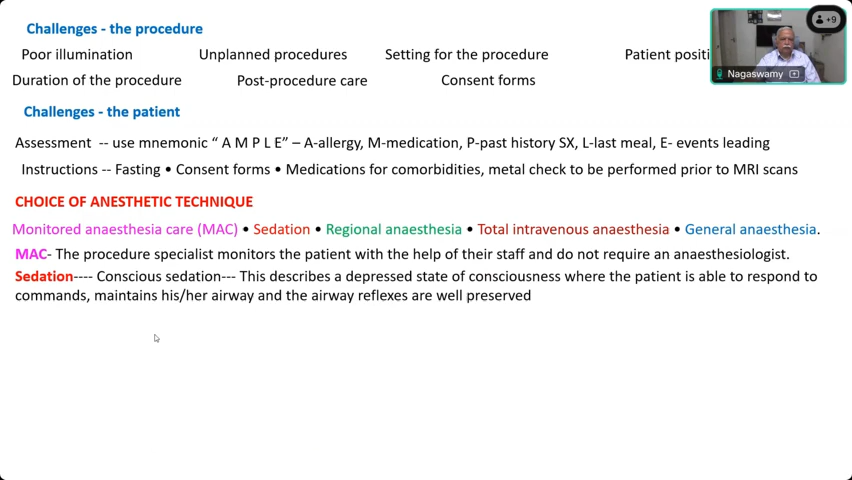 Challenges - the procedure
Poor illumination Unplanned procedures Setting for the procedure Patient positi
Duration of the procedure Post-procedure care Consent forms
Challenges - the patient
Assessment -- use mnemonic “ A M P L E” – A-allergy, M-medication, P-past history SX, L-last meal, E- events leading
Instructions -- Fasting • Consent forms • Medications for comorbidities, metal check to be performed prior to MRI scans
CHOICE OF ANESTHETIC TECHNIQUE
Monitored anaesthesia care (MAC) • Sedation • Regional anaesthesia • Total intravenous anaesthesia • General anaesthesia.
MAC- The procedure specialist monitors the patient with the help of their staff and do not require an anaesthesiologist.
Sedation---- Conscious sedation--- This describes a depressed state of consciousness where the patient is able to respond to
commands, maintains his/her airway and the airway reflexes are well preserved
+9
Nagaswamy